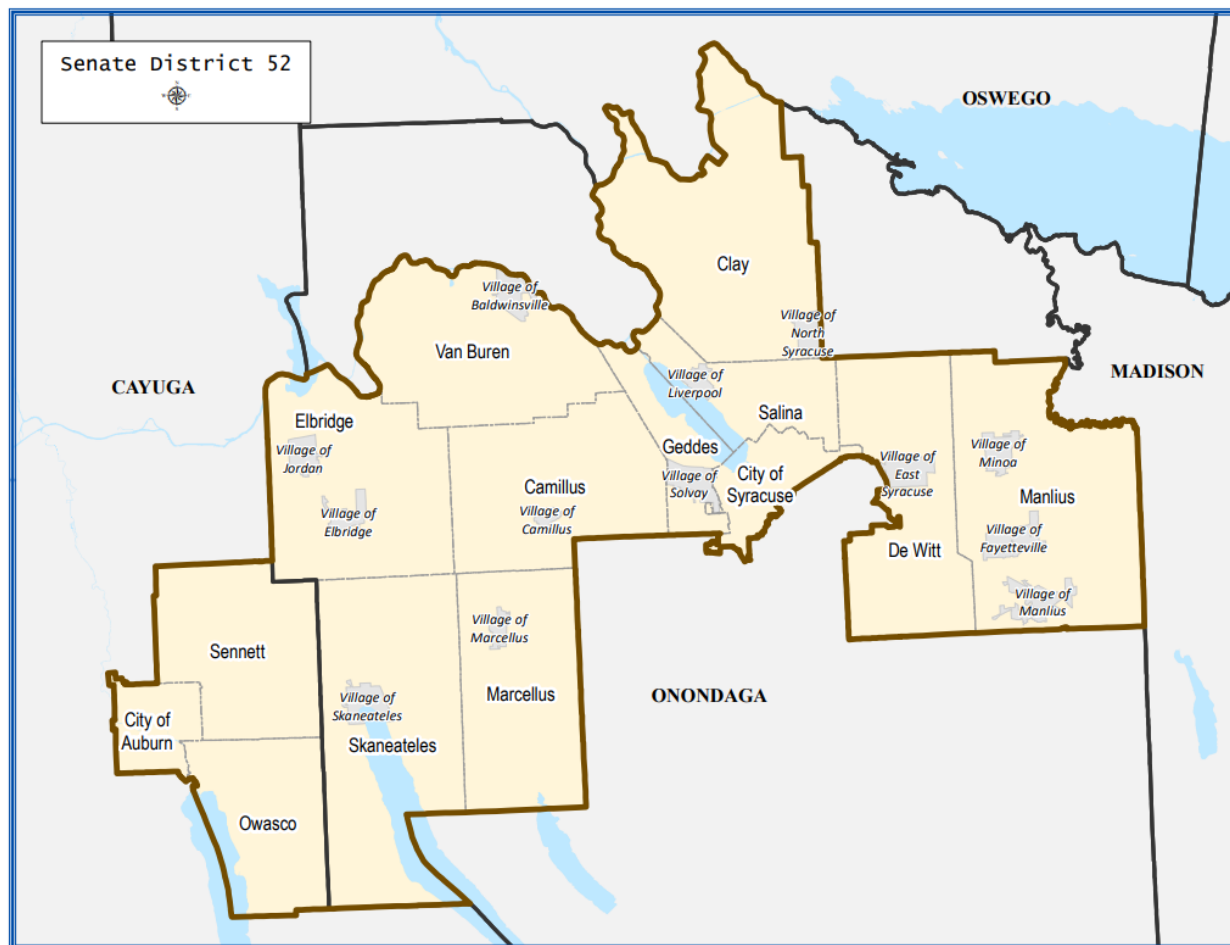 Senate District 52
OSWEGO
Clay
Village of
Baldwinsville
Village of
North
Syracuse
Van Buren
MADISON
CAYUGA
Village of
Liverpool
Salina
Elbridge
Geddes
Village of
Jordan
Village of
Minoa
Village of
East
Syracuse
City of
Syracuse
Village of
Solvay
Camillus
Manlius
Village of
Elbridge
Village of
Camillus
Village of
Fayetteville
De Witt
Village of
Manlius
Village of
Marcellus
Sennett
Marcellus
ONONDAGA
Village of
Skaneateles
City of
Auburn
Skaneateles
Owasco